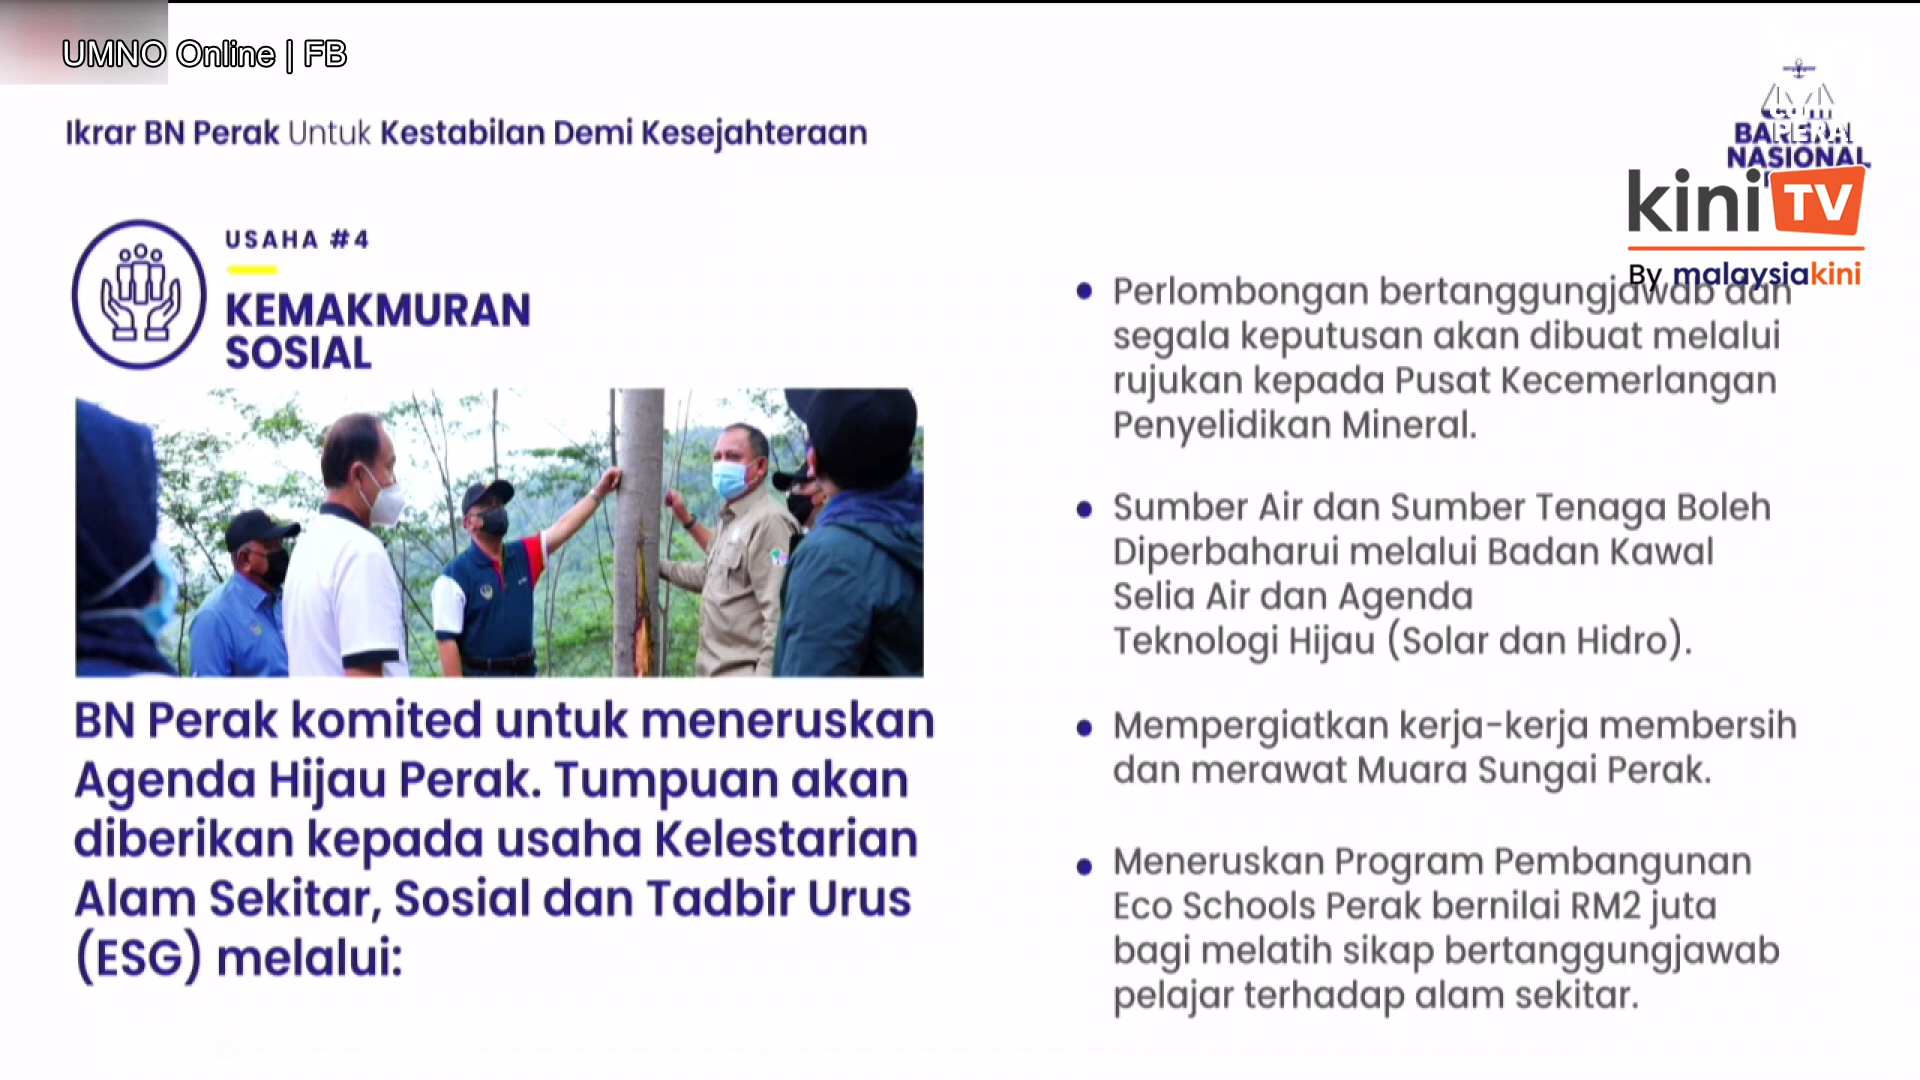 UMNO Online | FB
Ikrar BN Perak Untuk Kestabilan Demi Kesejahteraan
BARISAN
NASIONAL
kini TV
By malaysiakini
USAHA #4
KEMAKMURAN
SOSIAL
BN Perak komited untuk meneruskan
Agenda Hijau Perak. Tumpuan akan
diberikan kepada usaha Kelestarian
Alam Sekitar, Sosial dan Tadbir Urus
(ESG) melalui:
• Perlombongan bertanggungjawab dan
segala keputusan akan dibuat melalui
rujukan kepada Pusat Kecemerlangan
Penyelidikan Mineral.
• Sumber Air dan Sumber Tenaga Boleh
Diperbaharui melalui Badan Kawal
Selia Air dan Agenda
Teknologi Hijau (Solar dan Hidro).
• Mempergiatkan kerja-kerja membersih
dan merawat Muara Sungai Perak.
• Meneruskan Program Pembangunan
Eco Schools Perak bernilai RM2 juta
bagi melatih sikap bertanggungjawab
pelajar terhadap alam sekitar.